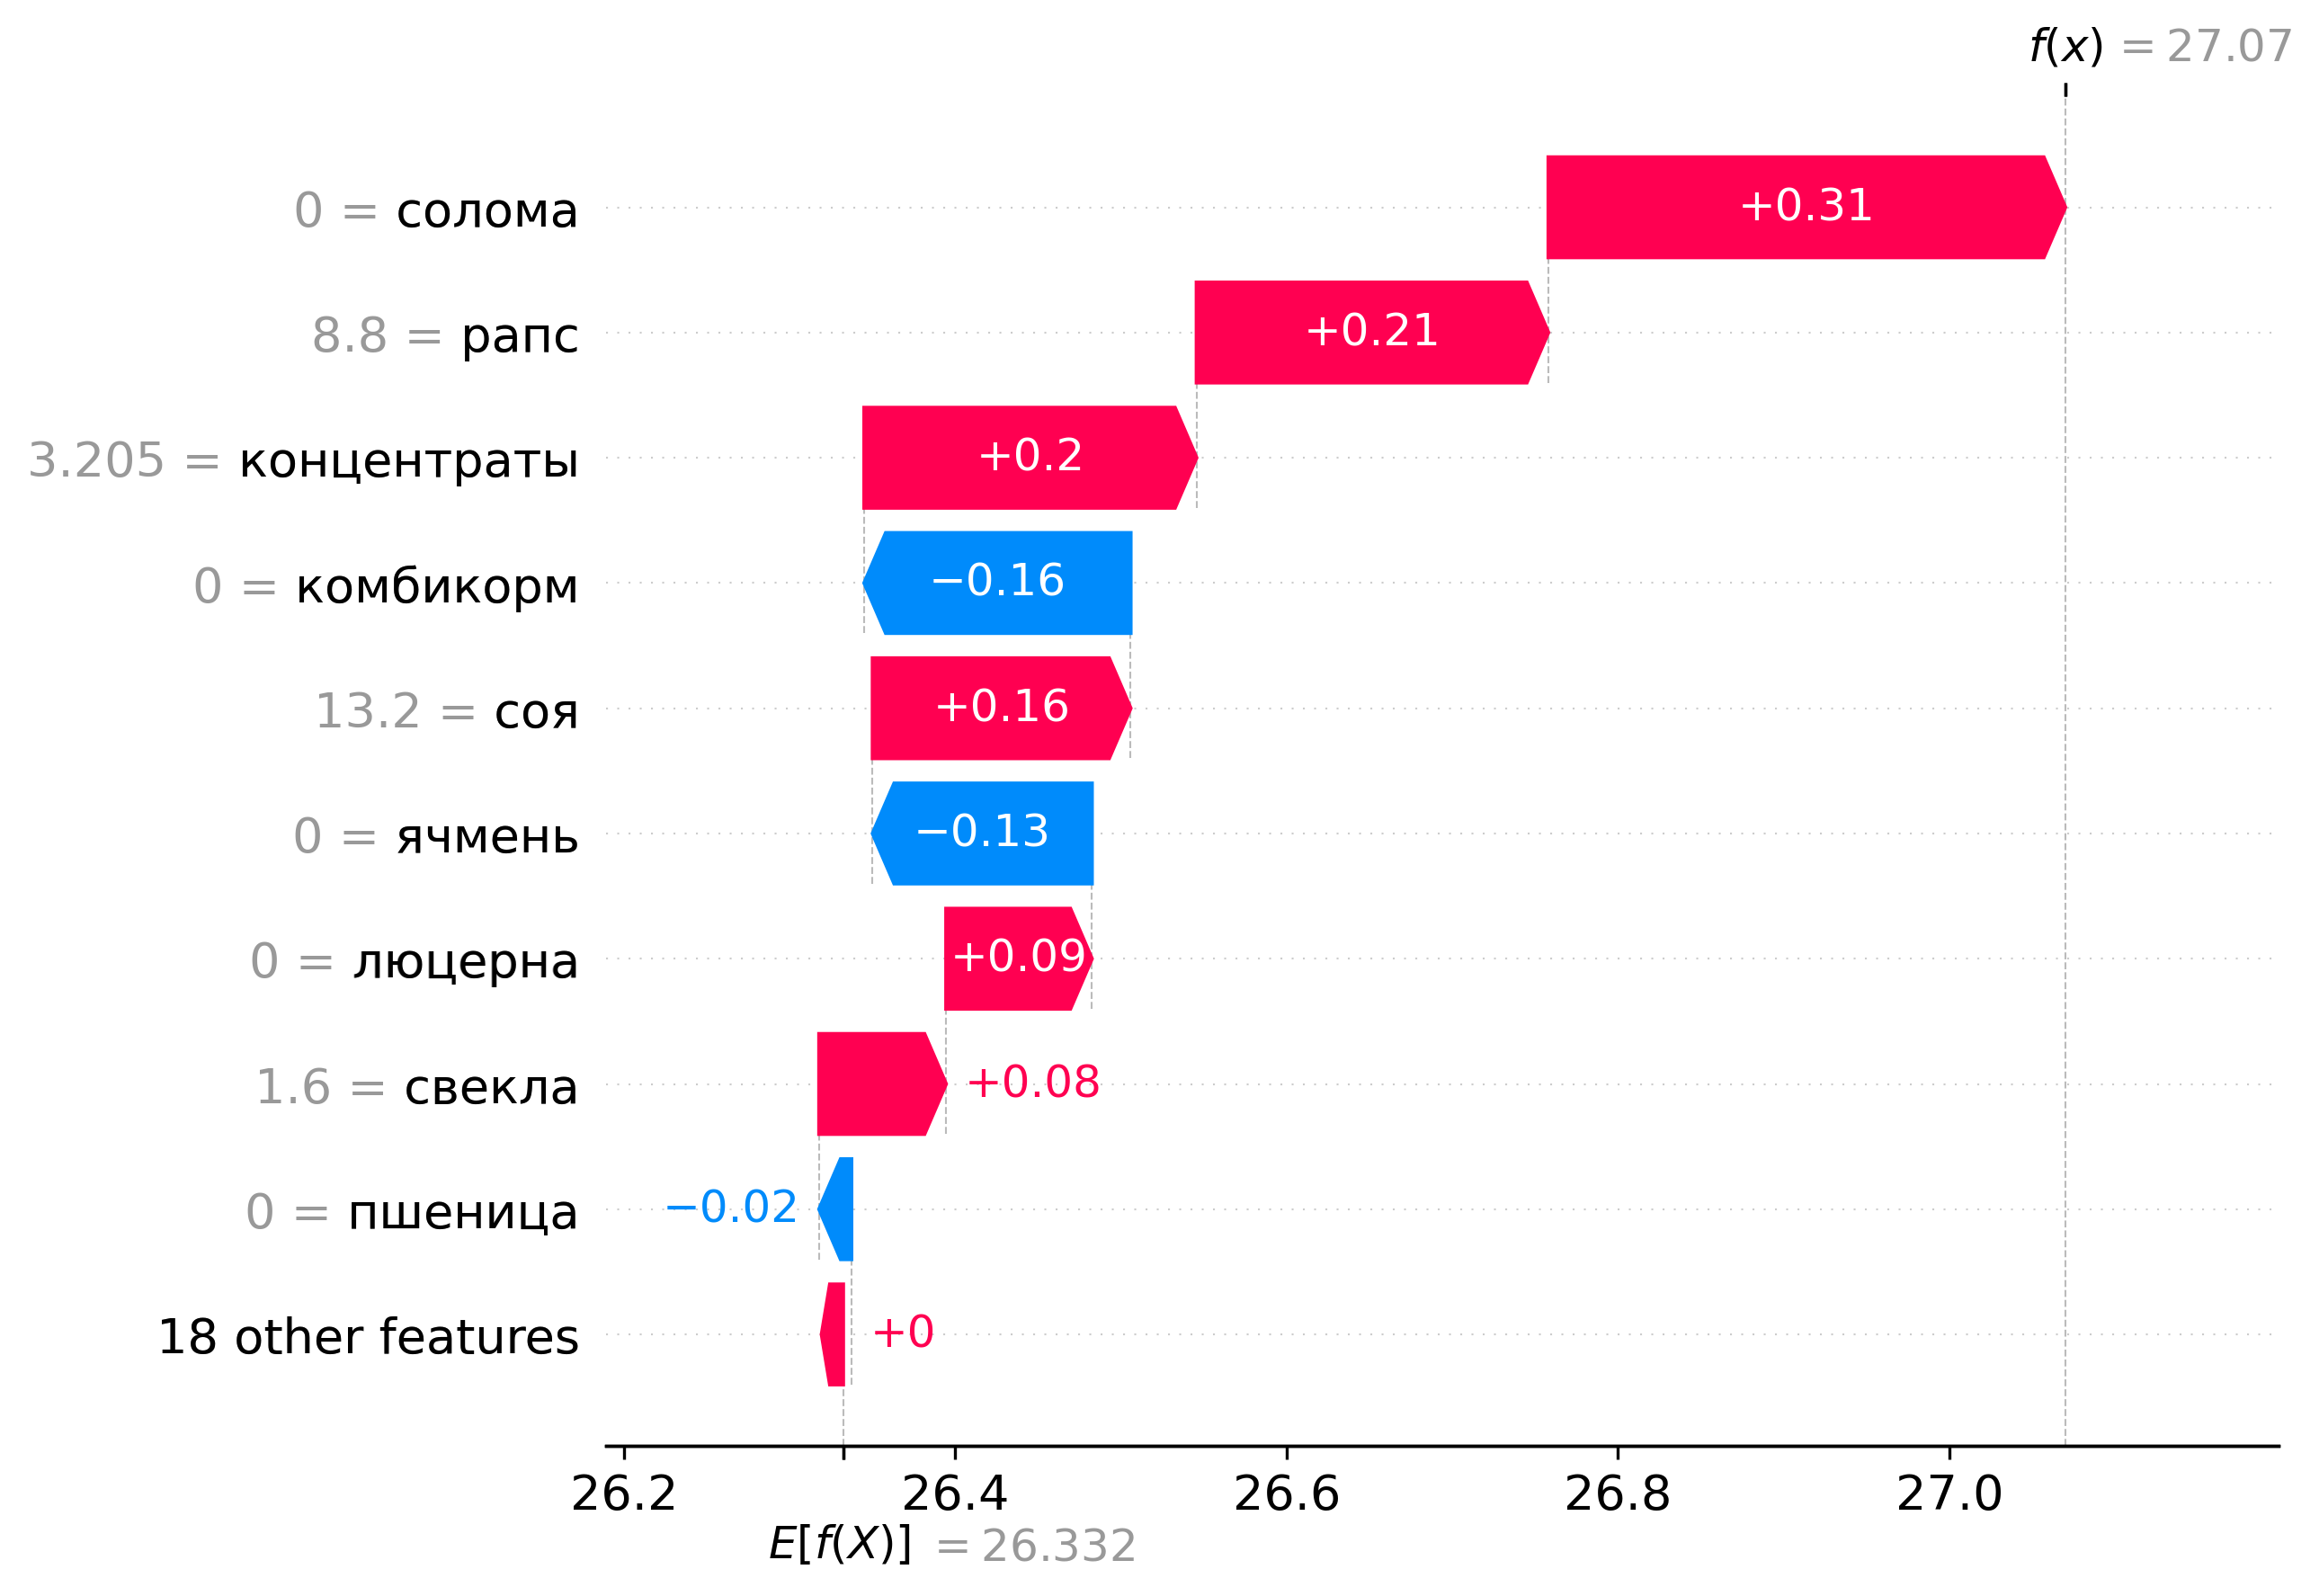 f(x) = 27.07
0 = солома +0.31
8.8 = рапс +0.21
3.205 = концентраты +0.2
0 = комбикорм −0.16
13.2 = соя +0.16
0 = ячмень −0.13
0 = люцерна +0.09
1.6 = свекла +0.08
0 = пшеница −0.02
18 other features +0
26.2 26.4 26.6 26.8 27.0
E[f(X)] = 26.332